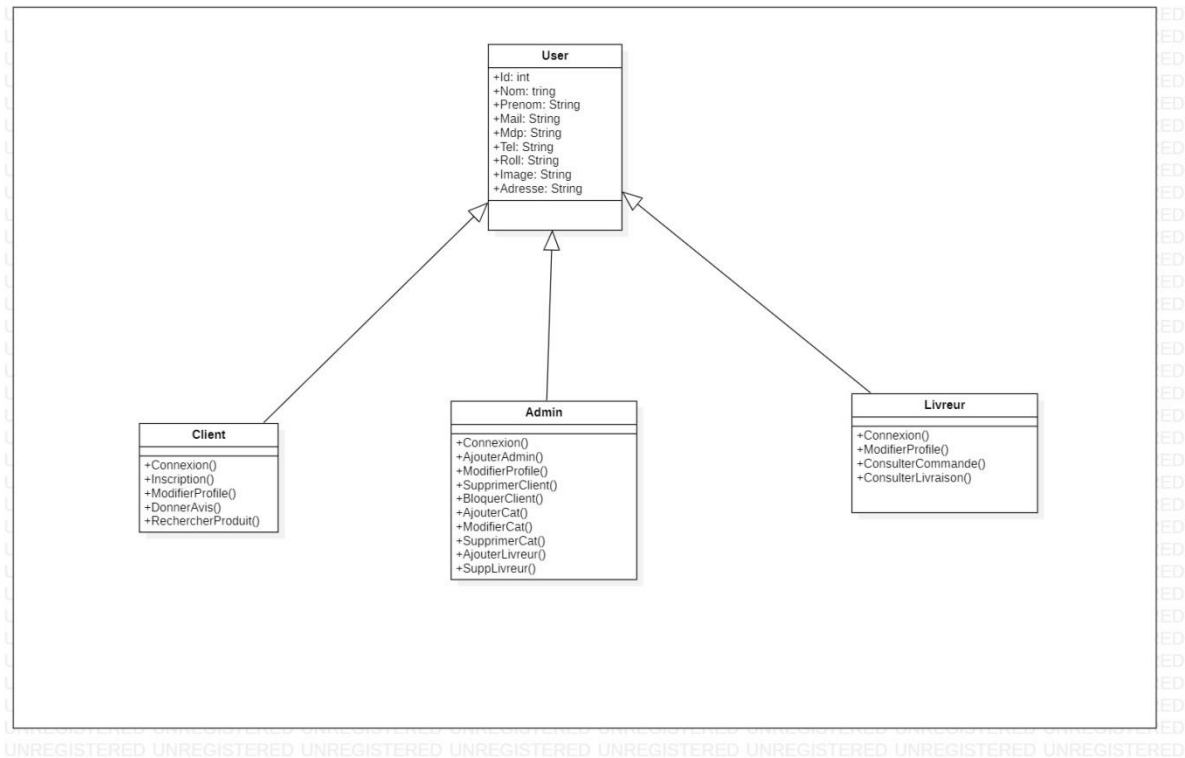 User
+Id: int
+Nom: tring
+Prenom: String
+Mail: String
+Mdp: String
+Tel: String
+Roll: String
+Image: String
+Adresse: String
Client
+Connexion()
+Inscription()
+ModifierProfile()
+DonnerAvis()
+RechercherProduit()
Admin
+Connexion()
+AjouterAdmin()
+ModifierProfile()
+SupprimerClient()
+BloquerClient()
+AjouterCat()
+ModifierCat()
+SupprimerCat()
+AjouterLivreur()
+SuppLivreur()
Livreur
+Connexion()
+ModifierProfile()
+ConsulterCommande()
+ConsulterLivraison()
UNREGISTERED UNREGISTERED UNREGISTERED UNREGISTERED UNREGISTERED UNREGISTERED UNREGISTERED UNREGISTERED